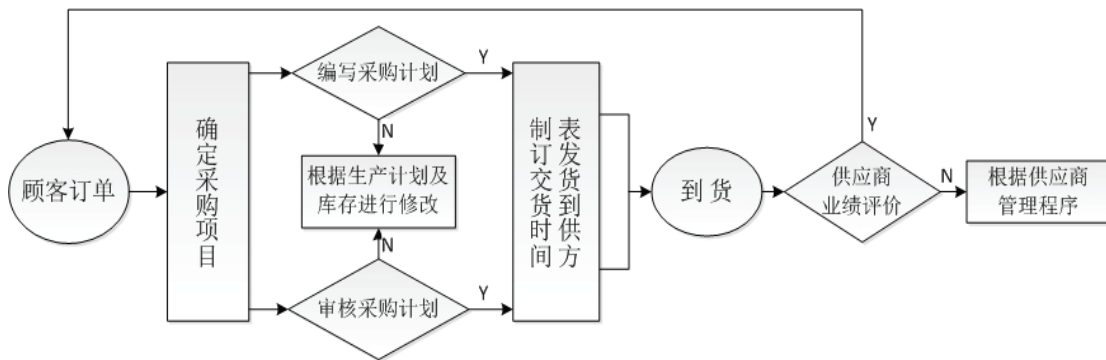 顾客订单
确定采购项目
编写采购计划
Y
N
根据生产计划及
库存进行修改
N
审核采购计划
Y
制订交货时间
表发货到供方
到 货
Y
供应商
业绩评价
N
根据供应商
管理程序